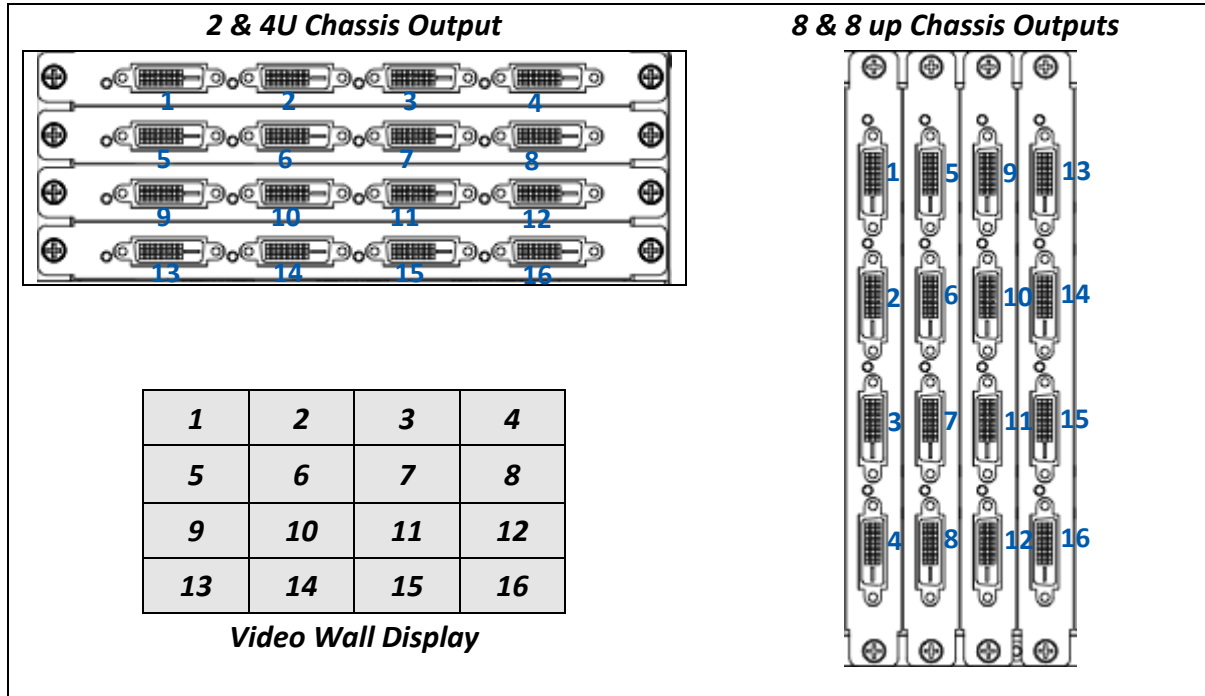 2 & 4U Chassis Output
1 2 3 4
5 6 7 8
9 10 11 12
13 14 15 16
1 2 3 4
5 6 7 8
9 10 11 12
13 14 15 16
Video Wall Display
8 & 8 up Chassis Outputs
1 5 9 13
2 6 10 14
3 7 11 15
4 8 12 16